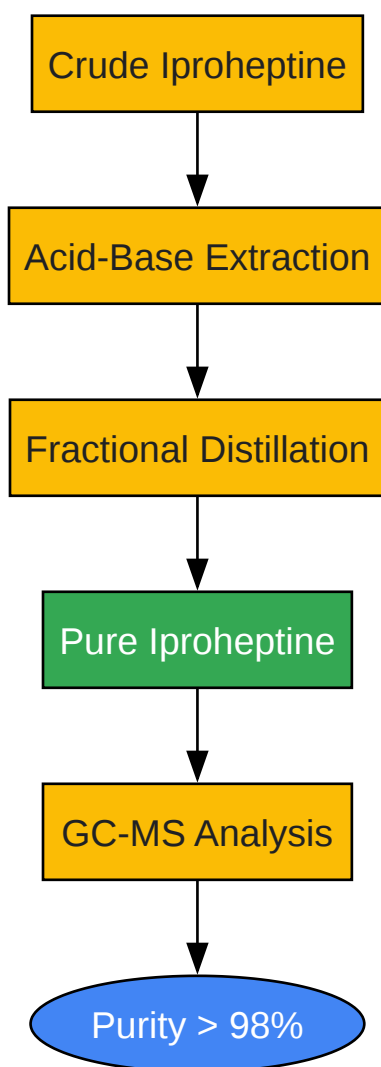 Crude Iproheptine
Acid-Base Extraction
Fractional Distillation
Pure Iproheptine
GC-MS Analysis
Purity > 98%